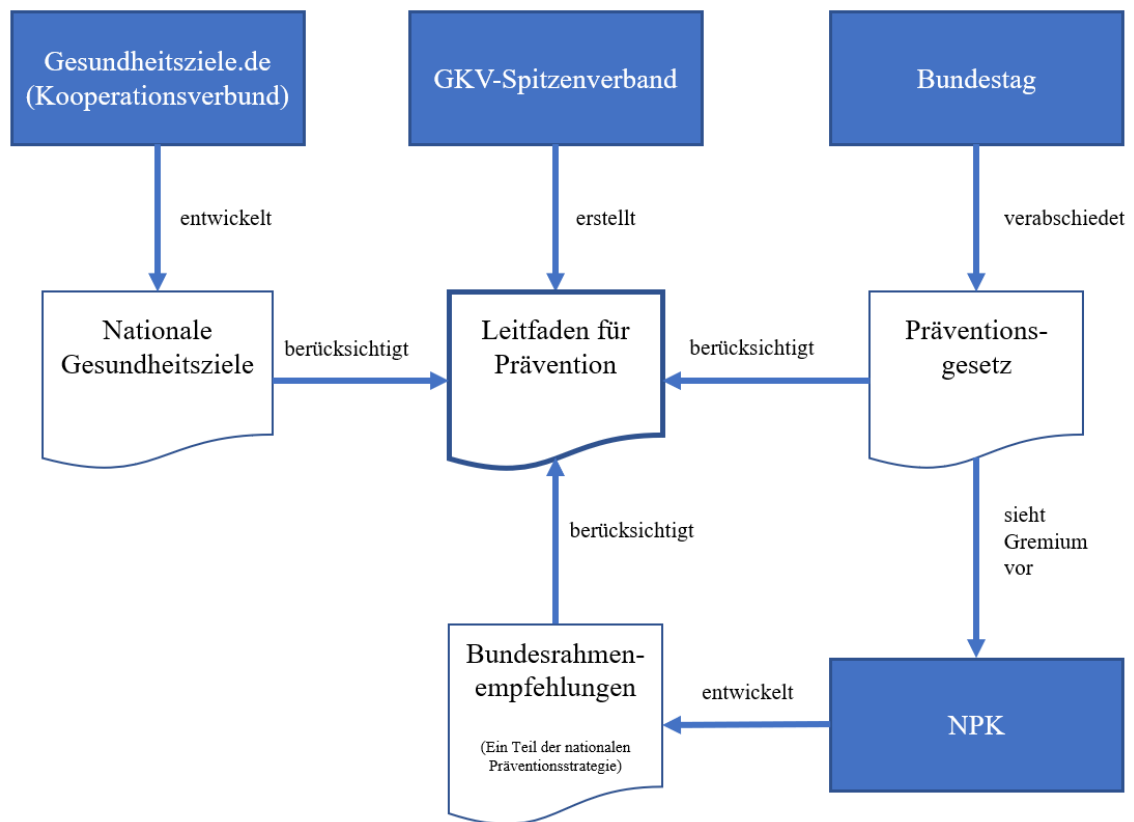 Gesundheitsziele.de
(Kooperationsverbund)
GKV-Spitzenverband
Bundestag
entwickelt
erstellt
verabschiedet
Nationale
Gesundheitsziele
berücksichtigt
Leitfaden für
Prävention
berücksichtigt
Präventions-
gesetz
berücksichtigt
sieht
Gremium
vor
Bundesrahmen-
empfehlungen
(Ein Teil der nationalen
Präventionsstrategie)
entwickelt
NPK